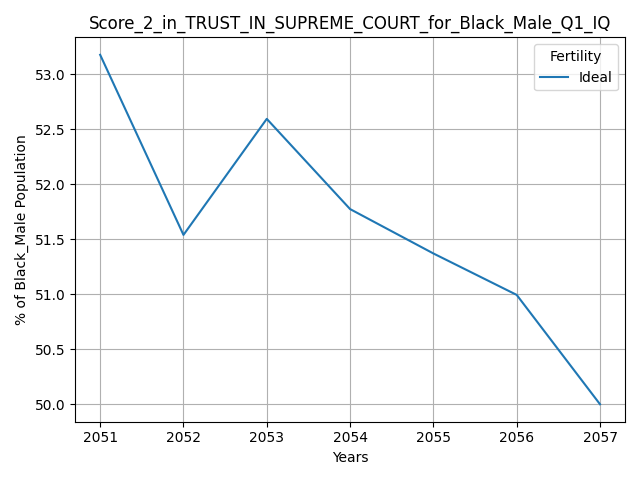 Score_2_in_TRUST_IN_SUPREME_COURT_for_Black_Male_Q1_IQ
Fertility
Ideal
% of Black_Male Population
53.0
52.5
52.0
51.5
51.0
50.5
50.0
2051 2052 2053 2054 2055 2056 2057
Years